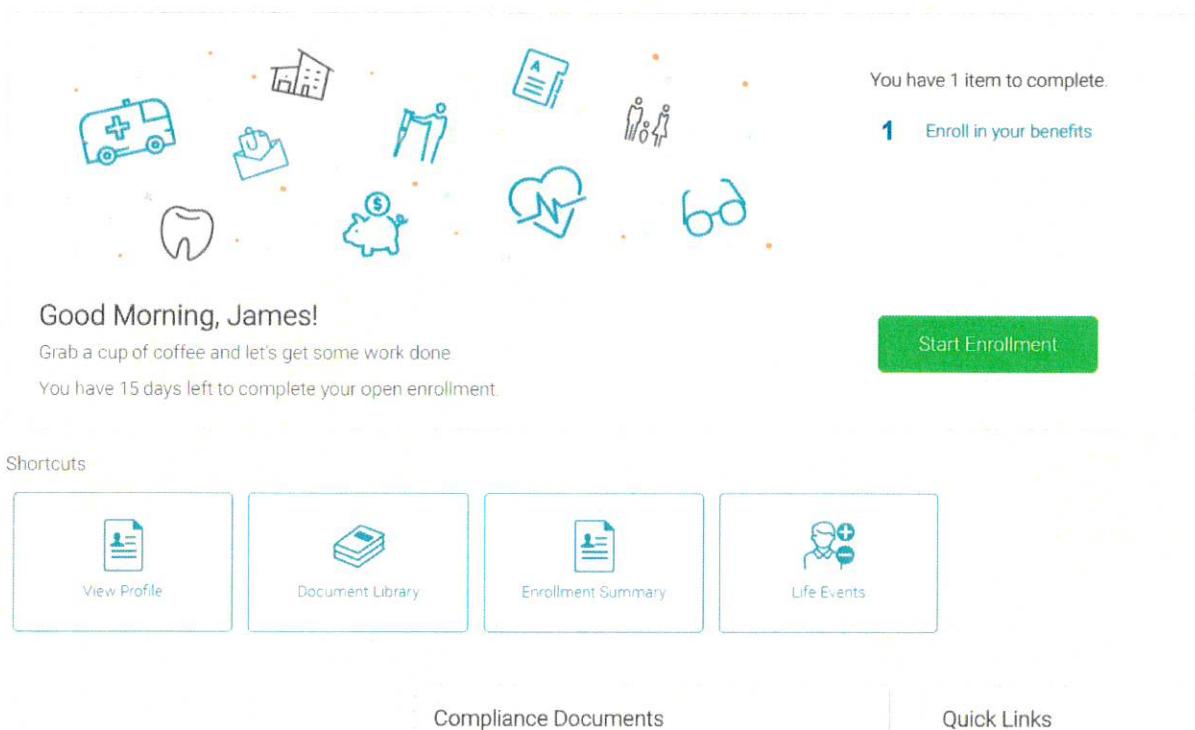 You have 1 item to complete.
1 Enroll in your benefits
Good Morning, James!
Grab a cup of coffee and let's get some work done
You have 15 days left to complete your open enrollment.
Start Enrollment
Shortcuts
View Profile
Document Library
Enrollment Summary
Life Events
Compliance Documents
Quick Links